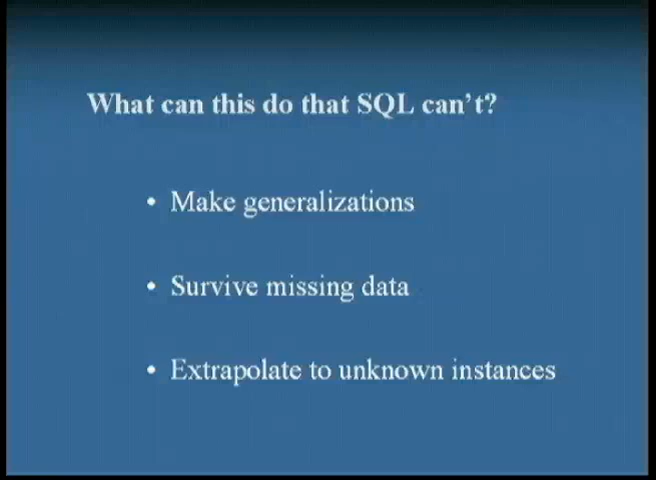 What can this do that SQL can't?
• Make generalizations
• Survive missing data
• Extrapolate to unknown instances